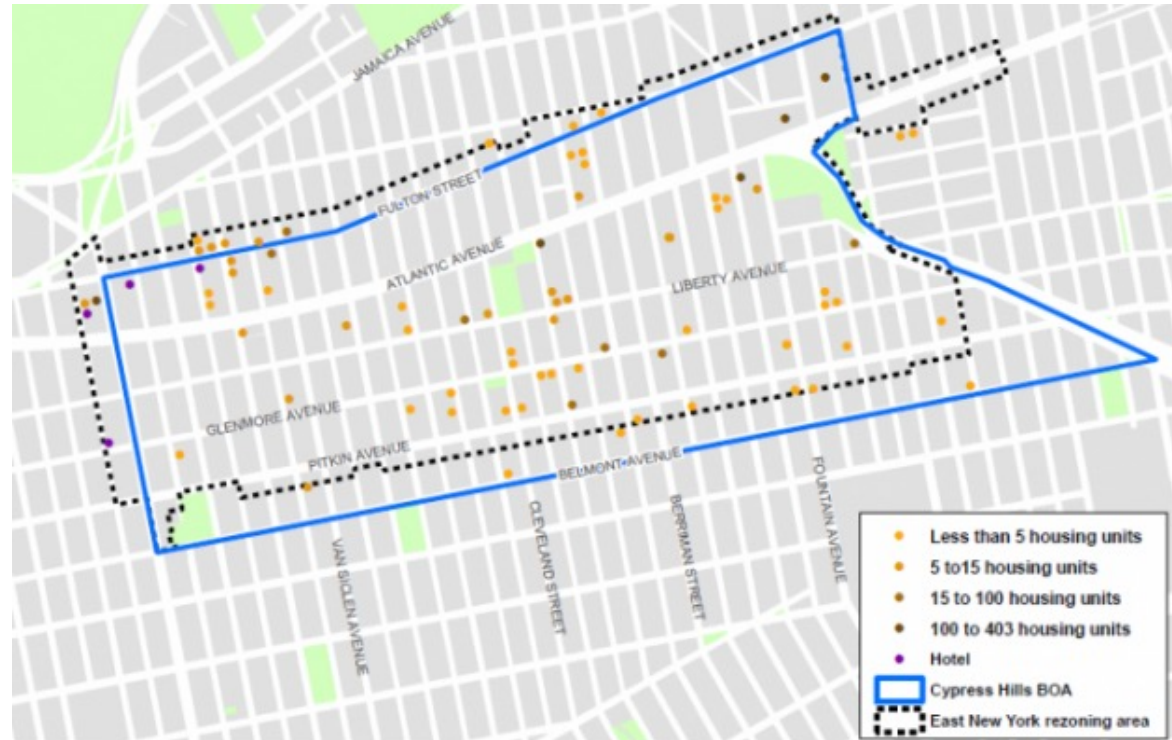 JAMAICA AVENUE
FULTON STREET
ATLANTIC AVENUE
LIBERTY AVENUE
GLENMORE AVENUE
PITKIN AVENUE
BELMONT AVENUE
VAN SICLEN AVENUE
CLEVELAND STREET
BERRIMAN STREET
FOUNTAIN AVENUE
Less than 5 housing units
5 to15 housing units
15 to 100 housing units
100 to 403 housing units
Hotel
Cypress Hills BOA
East New York rezoning area